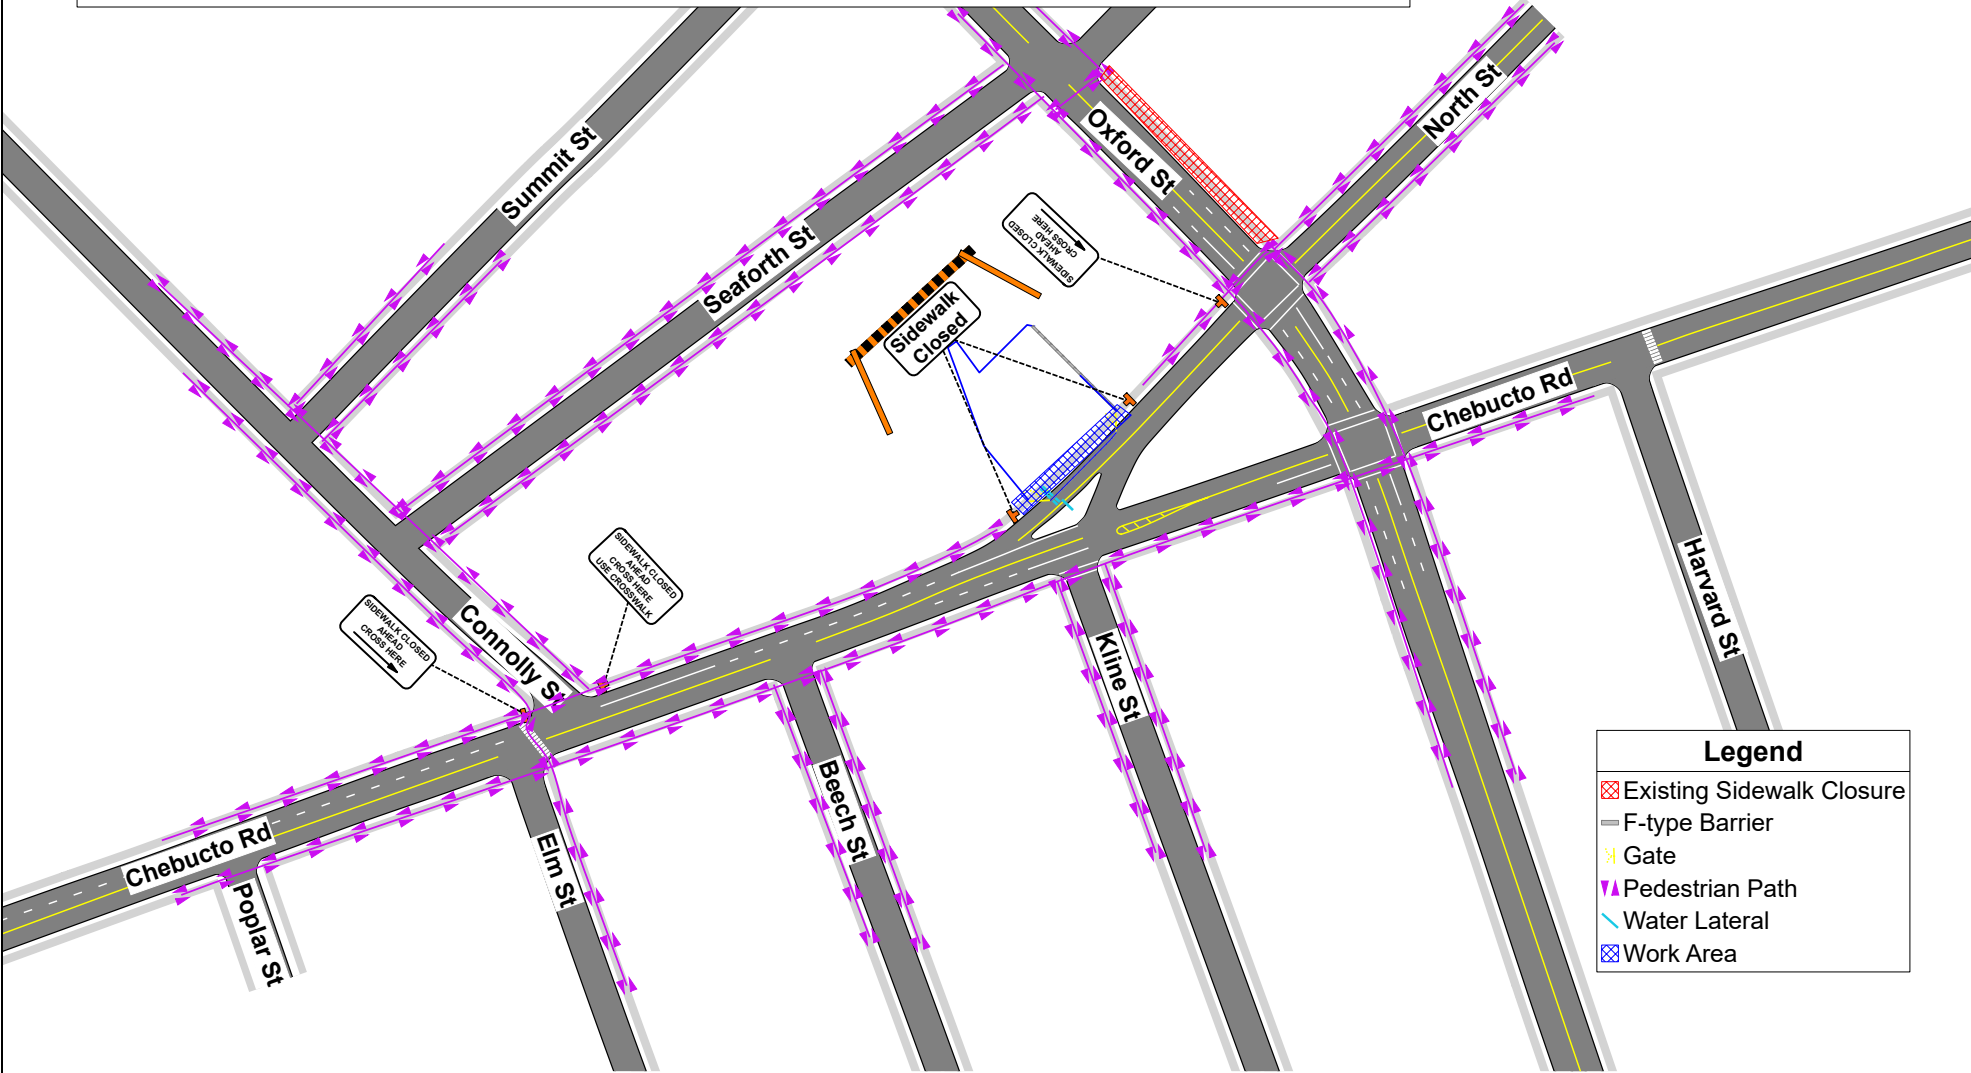 Summit St
Oxford St
North St
Seaforth St
SIDEWALK CLOSED
AHEAD
CROSS HERE
Sidewalk
Closed
Chebucto Rd
SIDEWALK CLOSED
AHEAD
CROSS HERE
USE CROSSWALK
SIDEWALK CLOSED
AHEAD
CROSS HERE
Connolly St
Kline St
Harvard St
Beech St
Elm St
Chebucto Rd
Poplar St
Legend
Existing Sidewalk Closure
F-type Barrier
Gate
Pedestrian Path
Water Lateral
Work Area